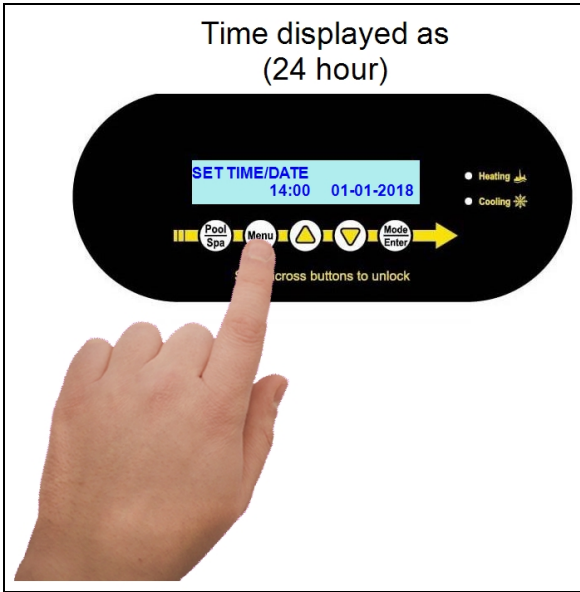 Time displayed as
(24 hour)
SET TIME/DATE
14:00 01-01-2018
Heating
Cooling
Pool
Spa
Menu
Mode
Enter
cross buttons to unlock